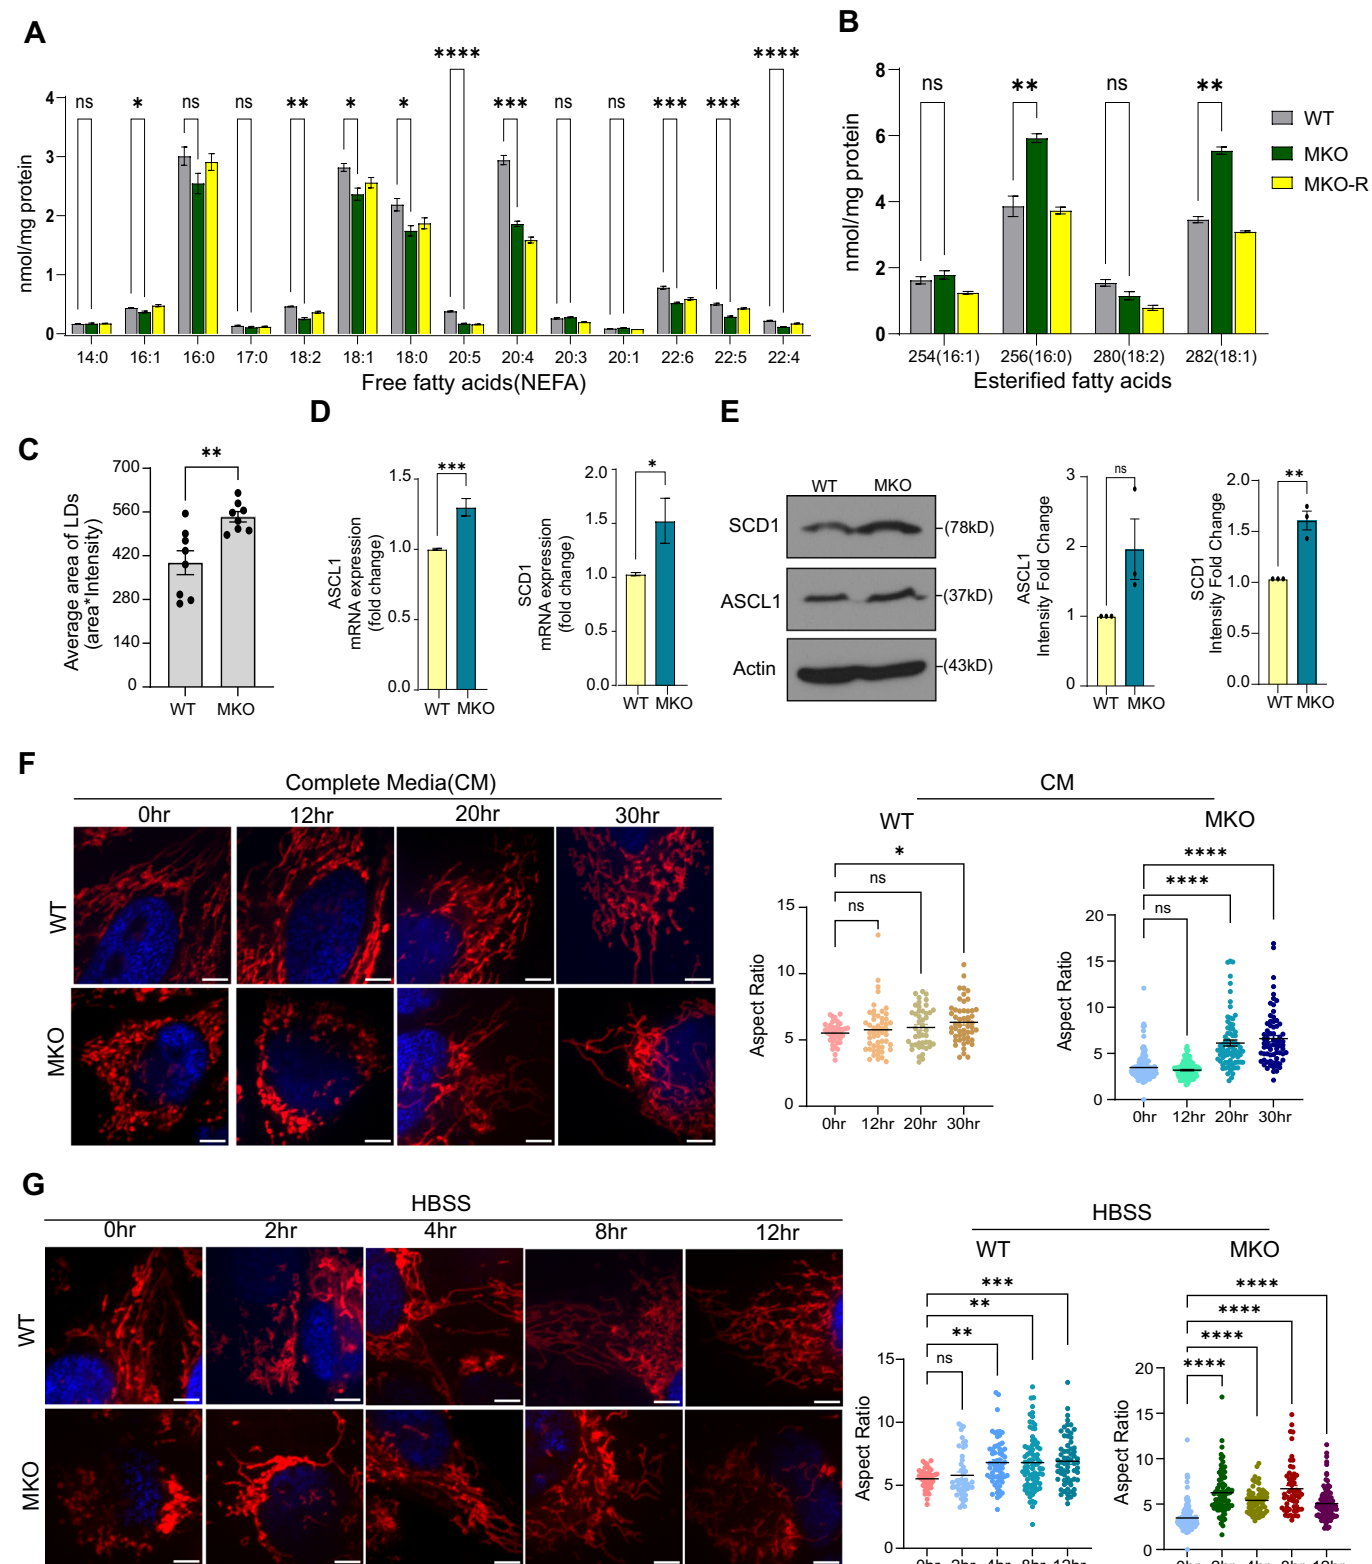 A
nmol/mg protein
4
3
2
1
0
ns * ns ns ** * * **** *** ns ns *** *** ****
14:0 16:1 16:0 17:0 18:2 18:1 18:0 20:5 20:4 20:3 20:1 22:6 22:5 22:4
Free fatty acids(NEFA)
B
nmol/mg protein
8
6
4
2
0
ns ** ns **
254(16:1) 256(16:0) 280(18:2) 282(18:1)
Esterified fatty acids
WT
MKO
MKO-R
C
Average area of LDs
(area*Intensity)
700
560
420
280
140
0
**
WT MKO
D
ASCL1
mRNA expression
(fold change)
1.5
1.0
0.5
0.0
***
WT MKO
SCD1
mRNA expression
(fold change)
2.0
1.5
1.0
0.5
0.0
*
WT MKO
E
WT MKO
SCD1 -(78kD)
ASCL1 -(37kD)
Actin -(43kD)
ASCL1
Intensity Fold Change
3
2
1
0
ns
WT MKO
SCD1
Intensity Fold Change
2.0
1.5
1.0
0.5
0.0
**
WT MKO
F
Complete Media(CM)
0hr 12hr 20hr 30hr
WT
MKO
CM
WT
Aspect Ratio
15
10
5
0
ns
ns
*
0hr 12hr 20hr 30hr
MKO
Aspect Ratio
20
15
10
5
0
ns
****
****
0hr 12hr 20hr 30hr
G
HBSS
0hr 2hr 4hr 8hr 12hr
WT
MKO
HBSS
WT
Aspect Ratio
15
10
5
0
ns
**
**
***
0hr 2hr 4hr 8hr 12hr
MKO
Aspect Ratio
20
15
10
5
0
****
****
****
****
0hr 2hr 4hr 8hr 12hr